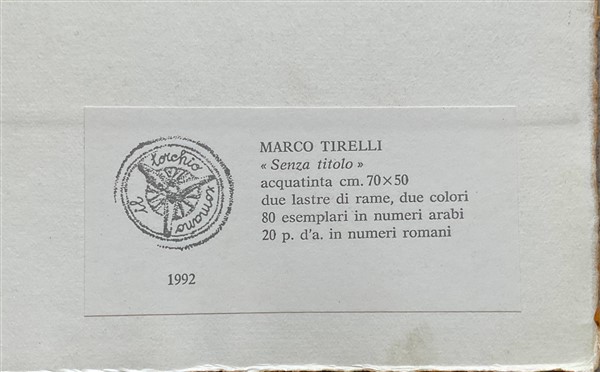 il torchio romano
1992
MARCO TIRELLI
« Senza titolo »
acquatinta cm. 70×50
due lastre di rame, due colori
80 esemplari in numeri arabi
20 p. d'a. in numeri romani